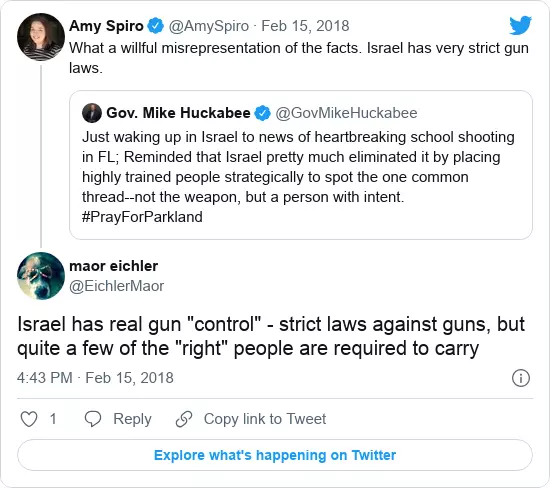 Amy Spiro @AmySpiro · Feb 15, 2018
What a willful misrepresentation of the facts. Israel has very strict gun
laws.
Gov. Mike Huckabee @GovMikeHuckabee
Just waking up in Israel to news of heartbreaking school shooting
in FL; Reminded that Israel pretty much eliminated it by placing
highly trained people strategically to spot the one common
thread--not the weapon, but a person with intent.
#PrayForParkland
maor eichler
@EichlerMaor
Israel has real gun "control" - strict laws against guns, but
quite a few of the "right" people are required to carry
4:43 PM · Feb 15, 2018
1 Reply Copy link to Tweet
Explore what's happening on Twitter